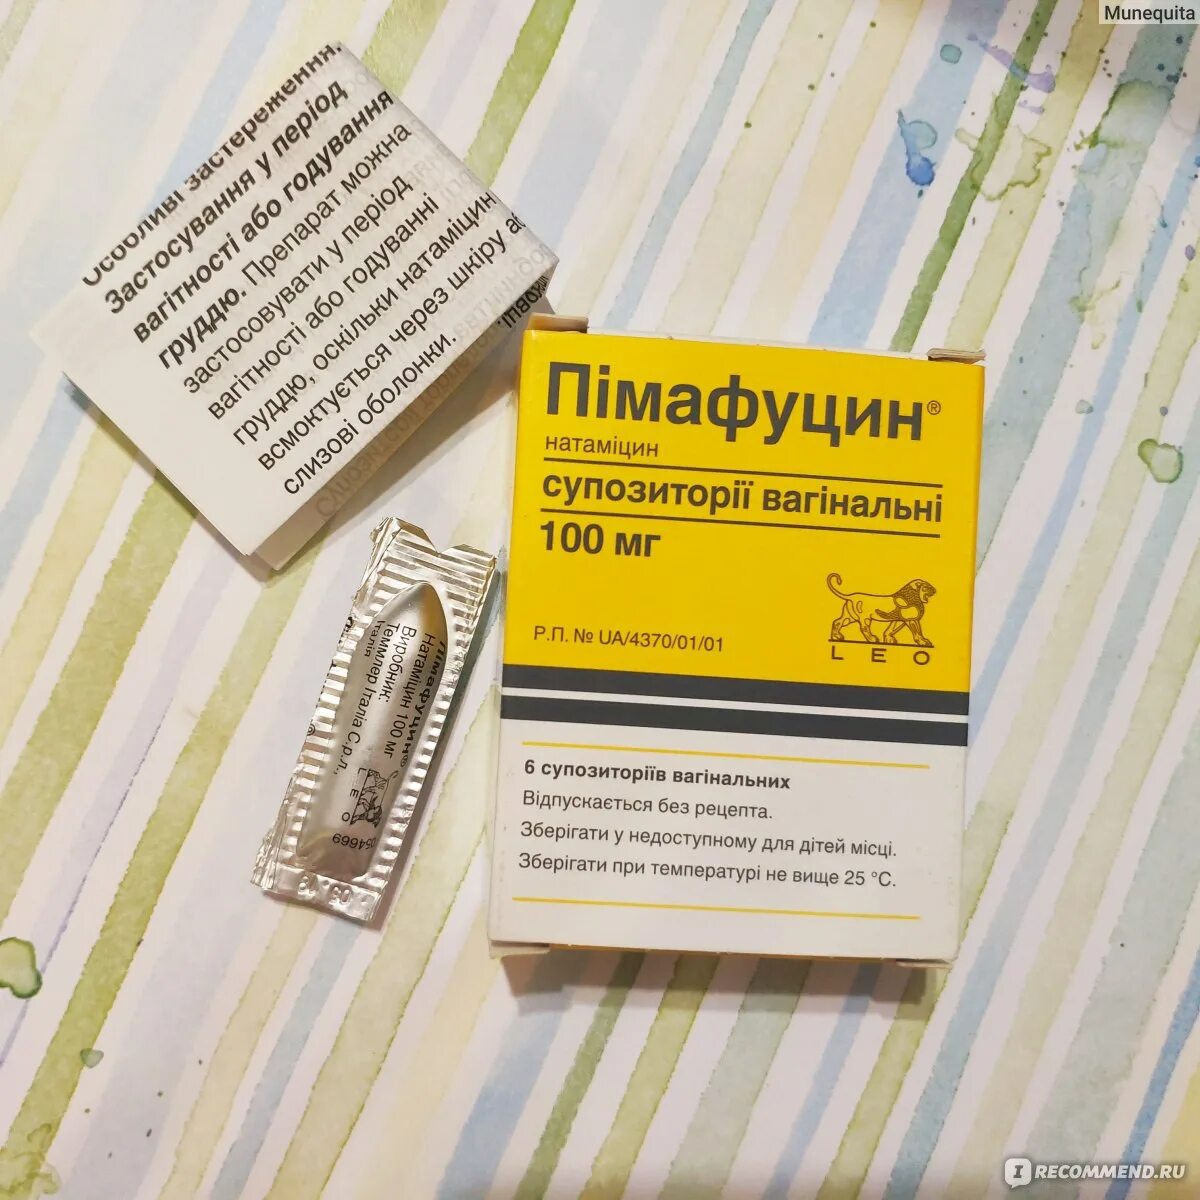 Munequita
Особливі застереження.
Застосування у період
вагітності або годування
груддю. Препарат можна
застосовувати у період
вагітності або годуванні
груддю, оскільки натаміцин
всмоктується через шкіру
слизові оболонки.
Пімафуцин®
натаміцин
супозиторії вагінальні
100 мг
LEO
Р.П. № UA/4370/01/01
6 супозиторіїв вагінальних
Відпускається без рецепта.
Зберігати у недоступному для дітей місці.
Зберігати при температурі не вище 25 °C.
Пімафуцин®
Натаміцин 100 мг
Виробник:
Теммлер Італіа С.р.л.,
Італія
I RECOMMEND.RU